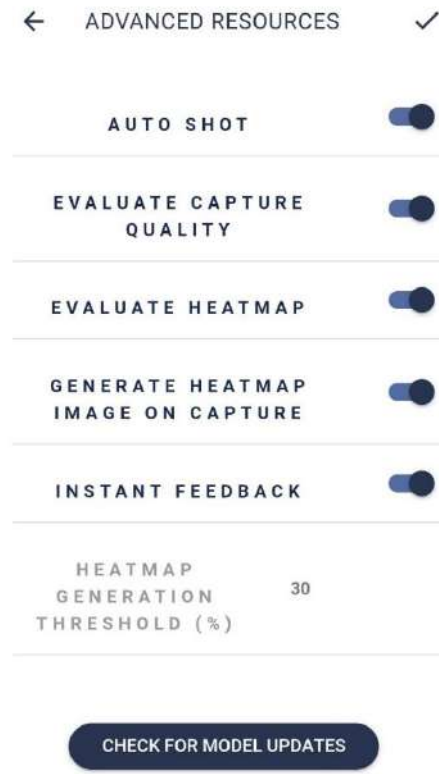 ADVANCED RESOURCES
AUTO SHOT
EVALUATE CAPTURE
QUALITY
EVALUATE HEATMAP
GENERATE HEATMAP
IMAGE ON CAPTURE
INSTANT FEEDBACK
HEATMAP
GENERATION
THRESHOLD (%)
30
CHECK FOR MODEL UPDATES